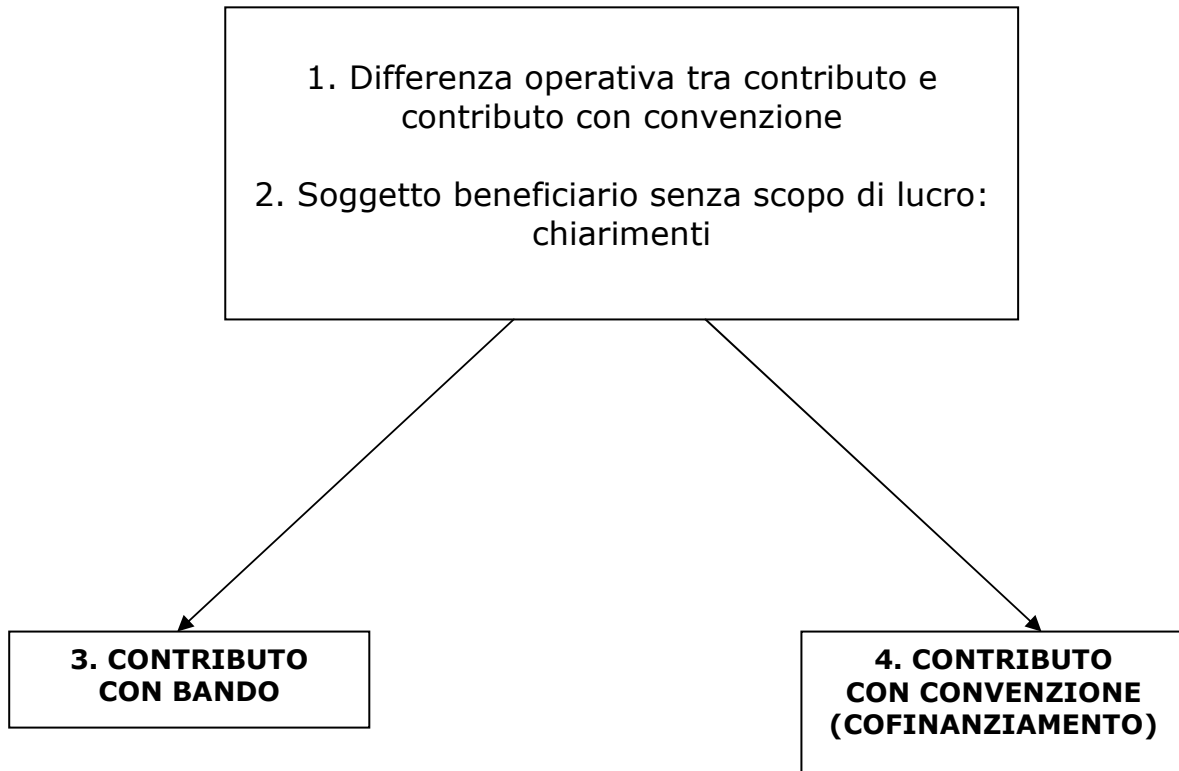 1. Differenza operativa tra contributo e
contributo con convenzione
2. Soggetto beneficiario senza scopo di lucro:
chiarimenti
3. CONTRIBUTO
CON BANDO
4. CONTRIBUTO
CON CONVENZIONE
(COFINANZIAMENTO)